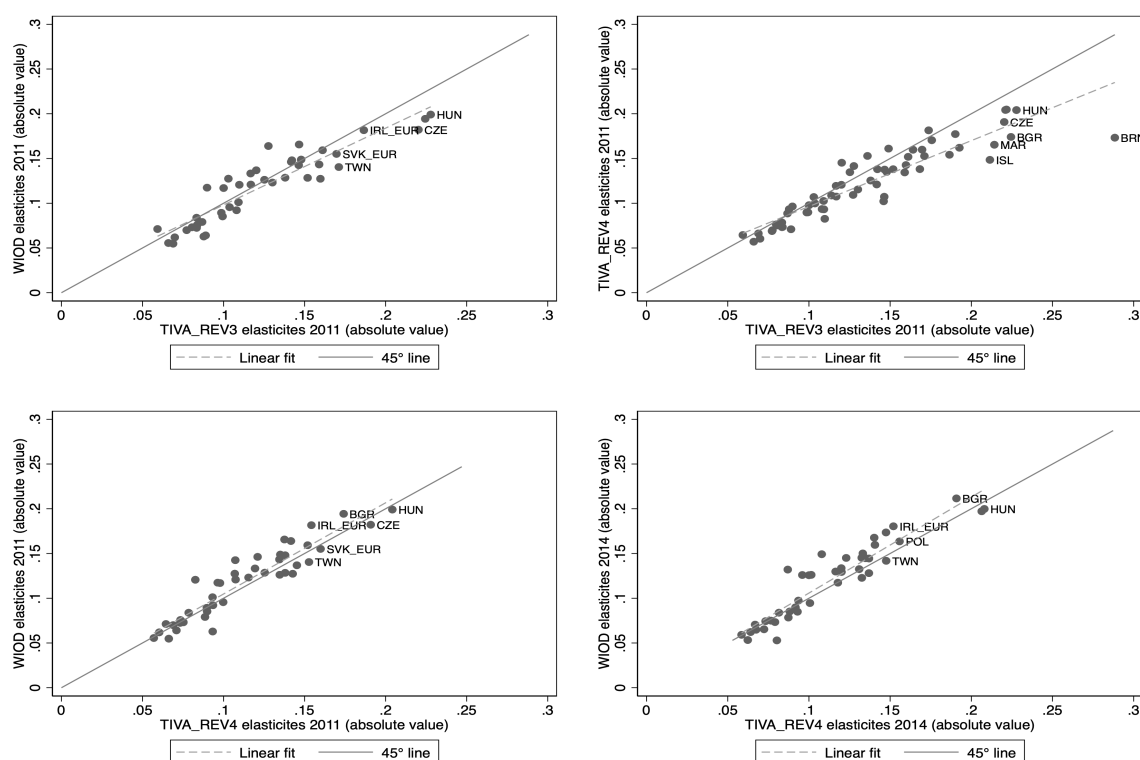 WIOD elasticites 2011 (absolute value)
0 .05 .1 .15 .2 .25 .3
HUN
IRL_EUR CZE
SVK_EUR
TWN
0 .05 .1 .15 .2 .25 .3
TIVA_REV3 elasticites 2011 (absolute value)
Linear fit 45° line
TIVA_REV4 elasticites 2011 (absolute value)
0 .05 .1 .15 .2 .25 .3
HUN
CZE
BGR BRN
MAR
ISL
0 .05 .1 .15 .2 .25 .3
TIVA_REV3 elasticites 2011 (absolute value)
Linear fit 45° line
WIOD elasticites 2011 (absolute value)
0 .05 .1 .15 .2 .25 .3
BGR HUN
IRL_EUR CZE
SVK_EUR
TWN
0 .05 .1 .15 .2 .25 .3
TIVA_REV4 elasticites 2011 (absolute value)
Linear fit 45° line
WIOD elasticites 2014 (absolute value)
0 .05 .1 .15 .2 .25 .3
BGR
HUN
IRL_EUR
POL
TWN
0 .05 .1 .15 .2 .25 .3
TIVA_REV4 elasticites 2014 (absolute value)
Linear fit 45° line